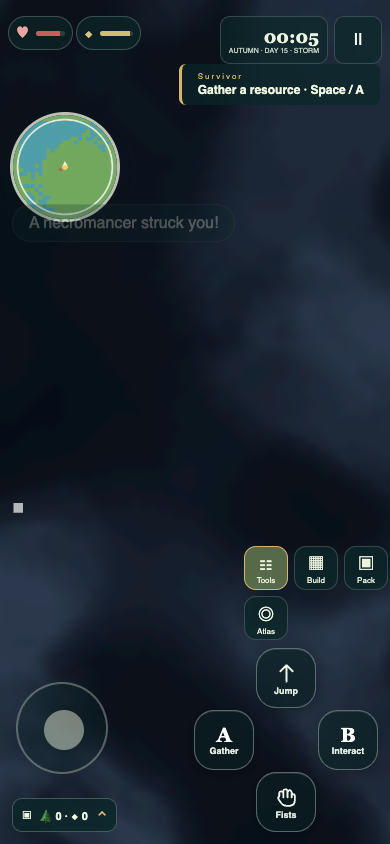 00:05
AUTUMN · DAY 15 · STORM
Survivor
Gather a resource · Space / A
A necromancer struck you!
Tools
Build
Pack
Atlas
Jump
A
Gather
B
Interact
Fists
0 · ◆ 0